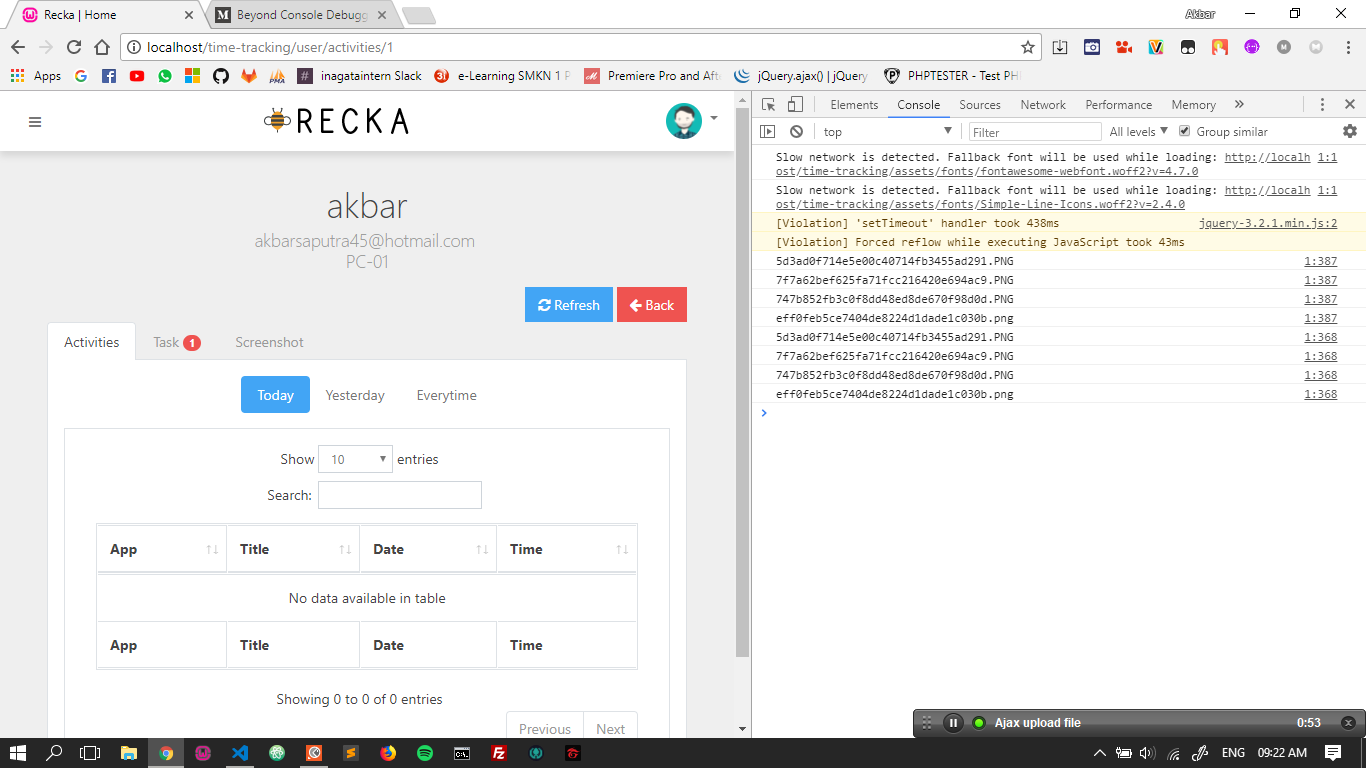 Recka | Home
Beyond Console Debugg
Akbar
localhost/time-tracking/user/activities/1
Apps
inagataintern Slack
e-Learning SMKN 1 P
Premiere Pro and Aft
jQuery.ajax() | jQuery
PHPTESTER - Test PH
RECKA
akbar
akbarsaputra45@hotmail.com
PC-01
Refresh
Back
Activities
Task 1
Screenshot
Today
Yesterday
Everytime
Show 10 entries
Search:
App Title Date Time
No data available in table
App Title Date Time
Showing 0 to 0 of 0 entries
Previous Next
Elements Console Sources Network Performance Memory »
top
Filter
All levels
Group similar
Slow network is detected. Fallback font will be used while loading: http://localh 1:1
ost/time-tracking/assets/fonts/fontawesome-webfont.woff2?v=4.7.0
Slow network is detected. Fallback font will be used while loading: http://localh 1:1
ost/time-tracking/assets/fonts/Simple-Line-Icons.woff2?v=2.4.0
[Violation] 'setTimeout' handler took 438ms jquery-3.2.1.min.js:2
[Violation] Forced reflow while executing JavaScript took 43ms
5d3ad0f714e5e00c40714fb3455ad291.PNG 1:387
7f7a62bef625fa71fcc216420e694ac9.PNG 1:387
747b852fb3c0f8dd48ed8de670f98d0d.PNG 1:387
eff0feb5ce7404de8224d1dade1c030b.png 1:387
5d3ad0f714e5e00c40714fb3455ad291.PNG 1:368
7f7a62bef625fa71fcc216420e694ac9.PNG 1:368
747b852fb3c0f8dd48ed8de670f98d0d.PNG 1:368
eff0feb5ce7404de8224d1dade1c030b.png 1:368
Ajax upload file 0:53
ENG 09:22 AM